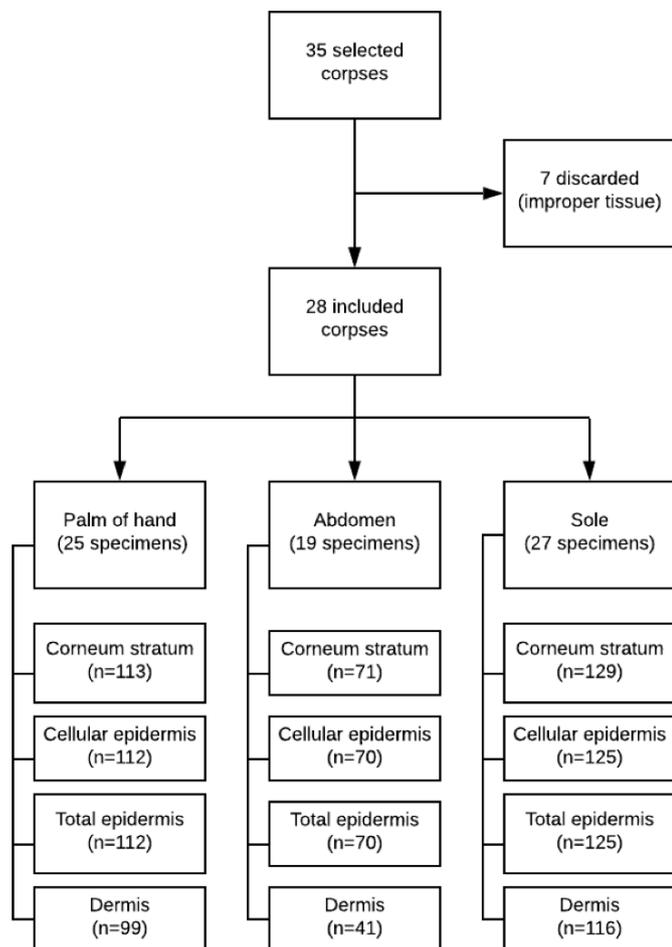 35 selected
corpses
7 discarded
(improper tissue)
28 included
corpses
Palm of hand
(25 specimens)
Corneum stratum
(n=113)
Cellular epidermis
(n=112)
Total epidermis
(n=112)
Dermis
(n=99)
Abdomen
(19 specimens)
Corneum stratum
(n=71)
Cellular epidermis
(n=70)
Total epidermis
(n=70)
Dermis
(n=41)
Sole
(27 specimens)
Corneum stratum
(n=129)
Cellular epidermis
(n=125)
Total epidermis
(n=125)
Dermis
(n=116)